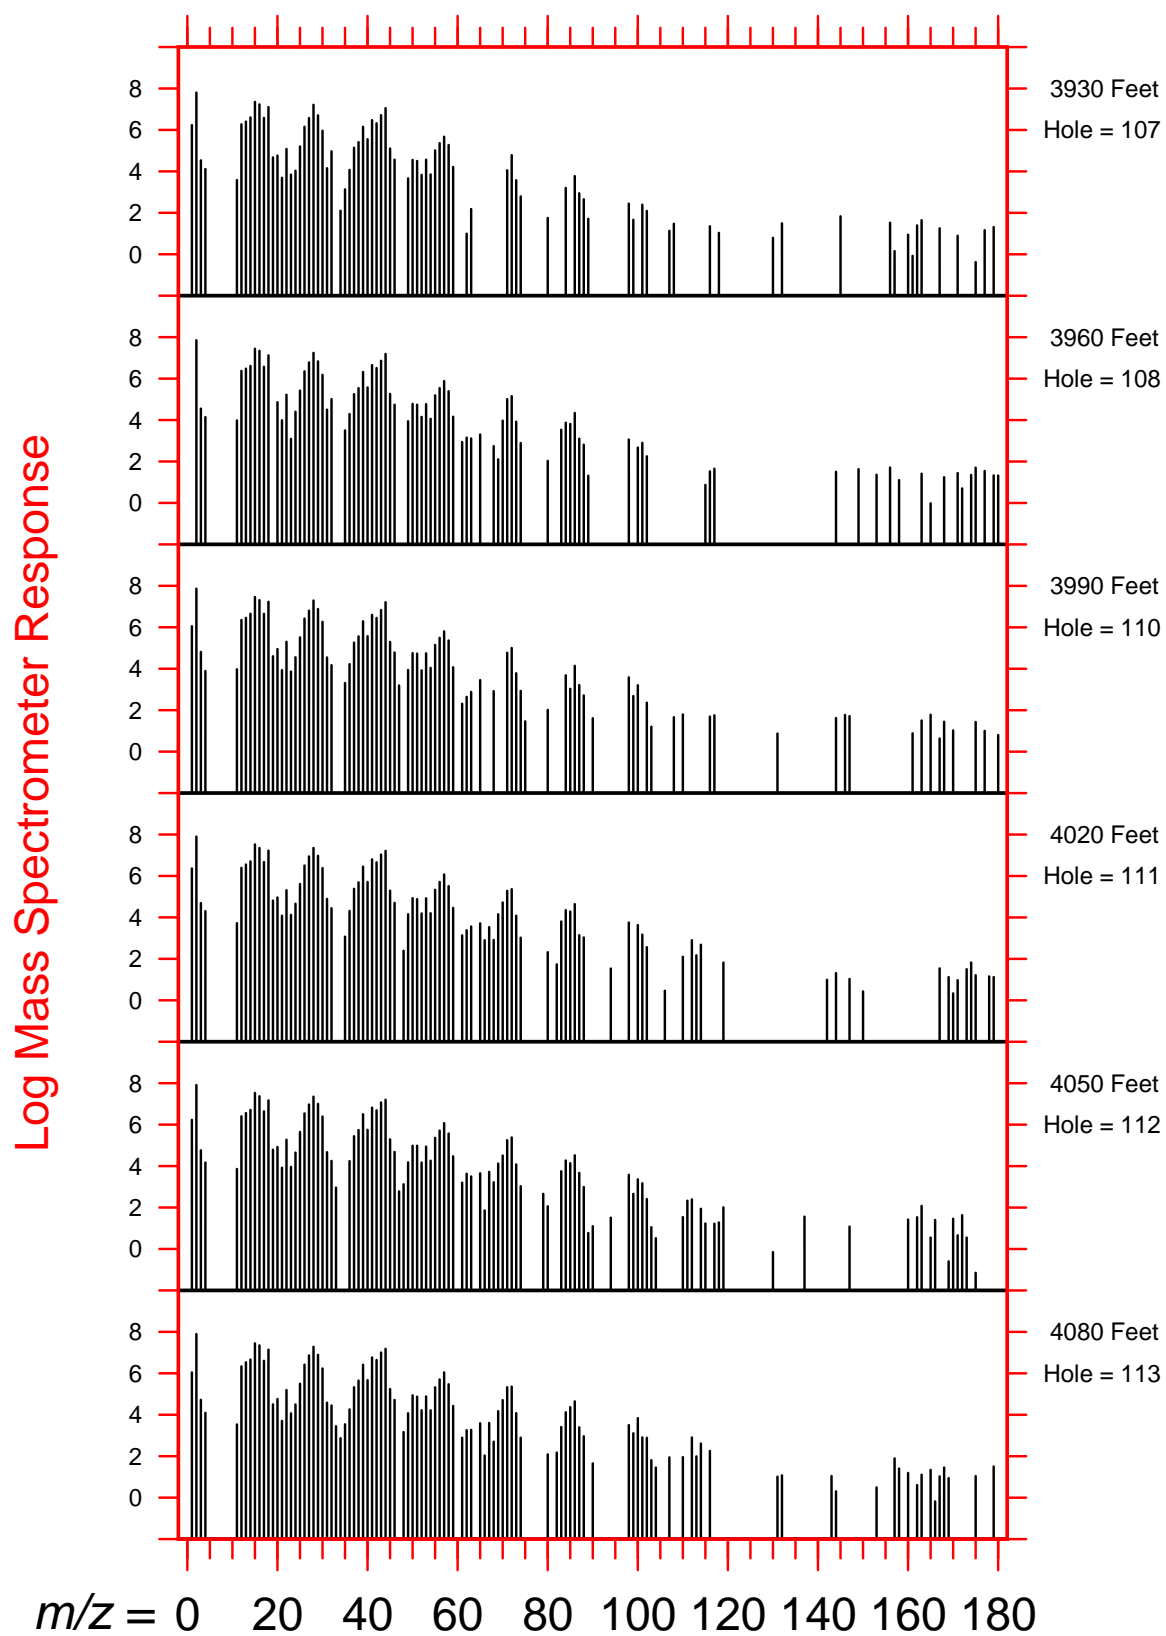 8
6
4
2
0
3930 Feet
Hole = 107
8
6
4
2
0
3960 Feet
Hole = 108
8
6
4
2
0
3990 Feet
Hole = 110
8
6
4
2
0
4020 Feet
Hole = 111
8
6
4
2
0
4050 Feet
Hole = 112
8
6
4
2
0
4080 Feet
Hole = 113
Log Mass Spectrometer Response
m/z = 0 20 40 60 80 100 120 140 160 180